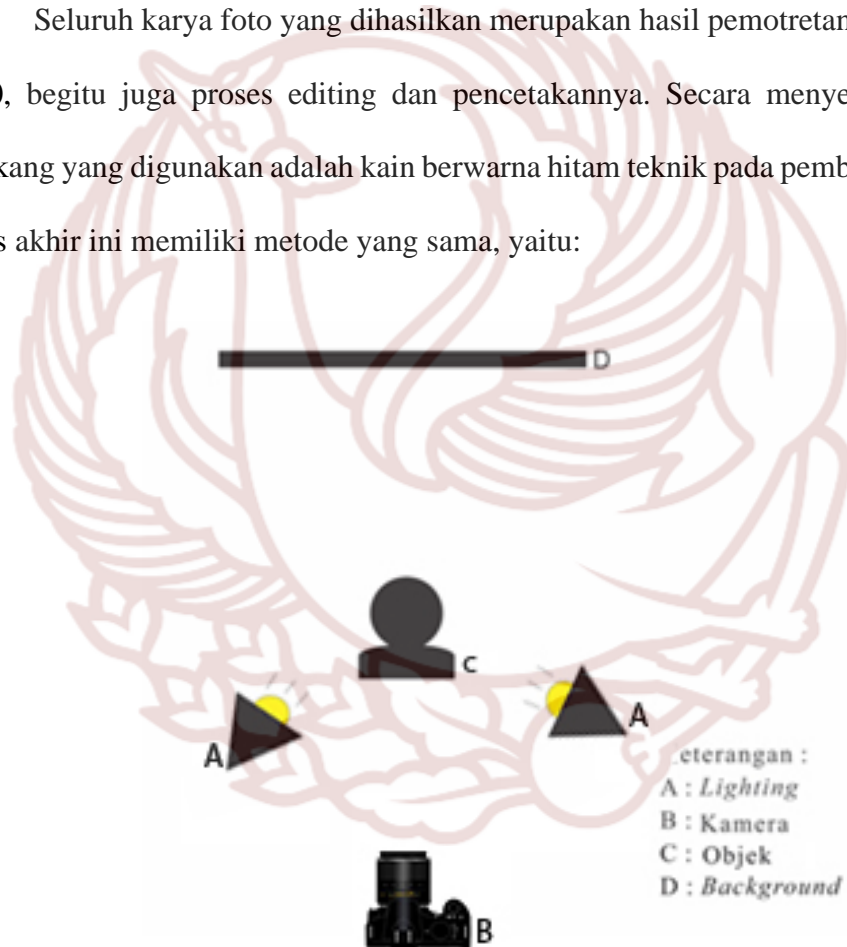 Seluruh karya foto yang dihasilkan merupakan hasil pemotretan
, begitu juga proses editing dan pencetakannya. Secara menye
kang yang digunakan adalah kain berwarna hitam teknik pada pemb
s akhir ini memiliki metode yang sama, yaitu:
D
C
A
A
eterangan :
A : Lighting
B : Kamera
C : Objek
D : Background
B